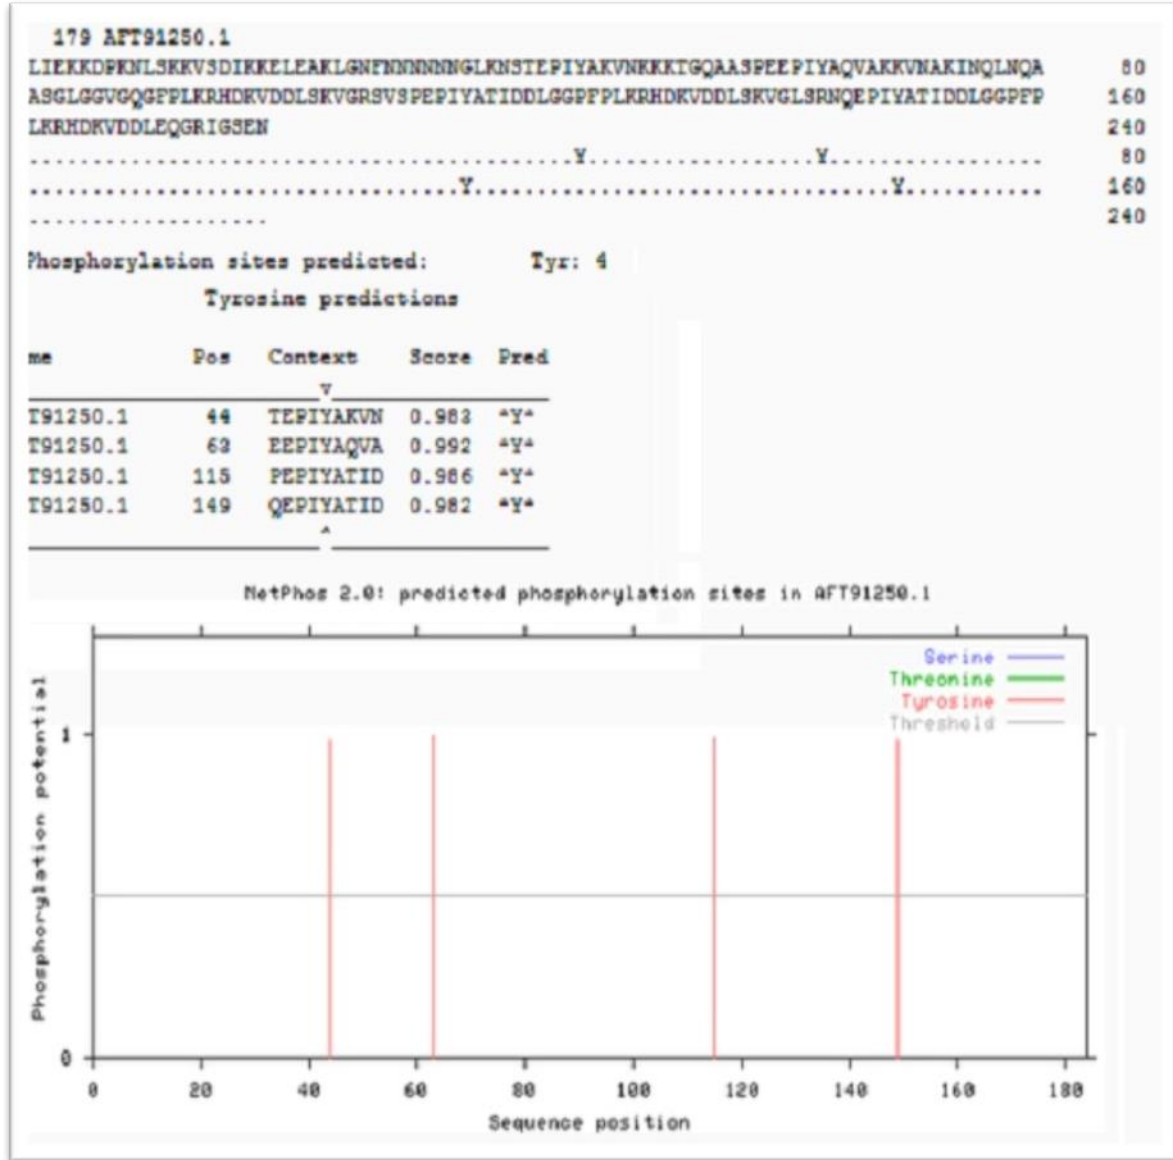 179 AFT91250.1
LIEKKDPKNLSKKVSDIKKELEAKLGNFNNNNNNGLKNSTEPIYAKVNKKKTGQAASPEEPIYAQVAKKVNAKINQLNQA 80
ASGLGGVGQGFPLKRHDKVDDLSKVGRSVSPEPIYATIDDLGGPFPLKRHDKVDDLSKVGLSRNQEPIYATIDDLGGPFP 160
LKRHDKVDDLEQGRIGSEN 240
...........................................Y..................Y................. 80
..................................Y.................................Y........... 160
................... 240
Phosphorylation sites predicted: Tyr: 4
Tyrosine predictions
me Pos Context Score Pred
v
T91250.1 44 TEPIYAKVN 0.983 *Y*
T91250.1 63 EEPIYAQVA 0.992 *Y*
T91250.1 115 PEPIYATID 0.986 *Y*
T91250.1 149 QEPIYATID 0.982 *Y*
^
NetPhos 2.0: predicted phosphorylation sites in AFT91250.1
Serine
Threonine
Tyrosine
Threshold
Phosphorylation potential
1
0
0 20 40 60 80 100 120 140 160 180
Sequence position